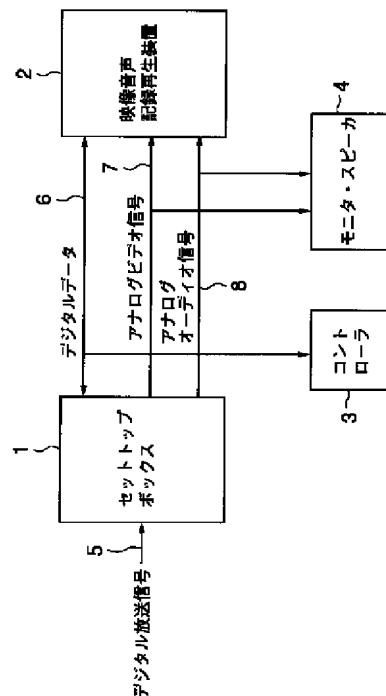 デジタル放送信号
5
1
セットトップ
ボックス
6
デジタルデータ
7
アナログビデオ信号
アナログ
オーディオ信号
8
2
映像音声
記録再生装置
3
コント
ローラ
4
モニタ・スピーカ